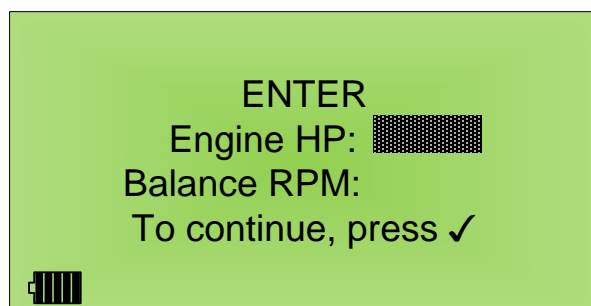 ENTER
Engine HP:
Balance RPM:
To continue, press ✓